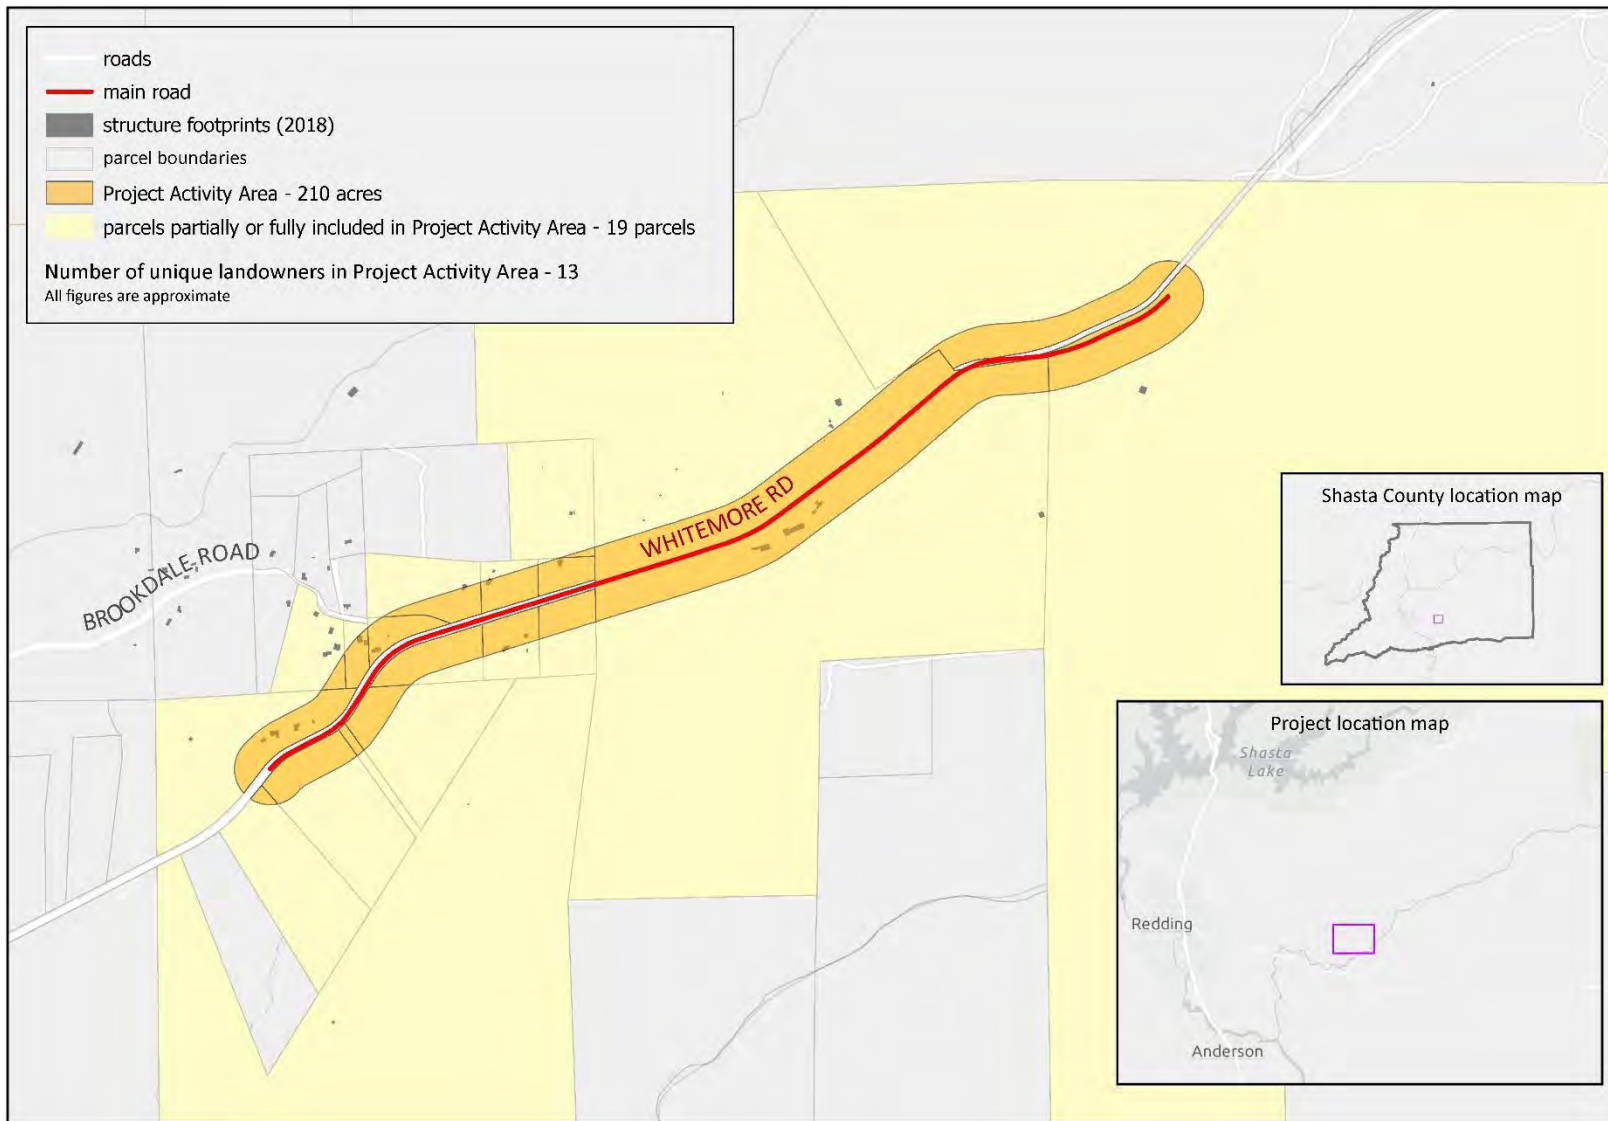 roads
main road
structure footprints (2018)
parcel boundaries
Project Activity Area - 210 acres
parcels partially or fully included in Project Activity Area - 19 parcels
Number of unique landowners in Project Activity Area - 13
All figures are approximate
WHITEMORE RD
BROOKDALE ROAD
Shasta County location map
Project location map
Shasta
Lake
Redding
Anderson